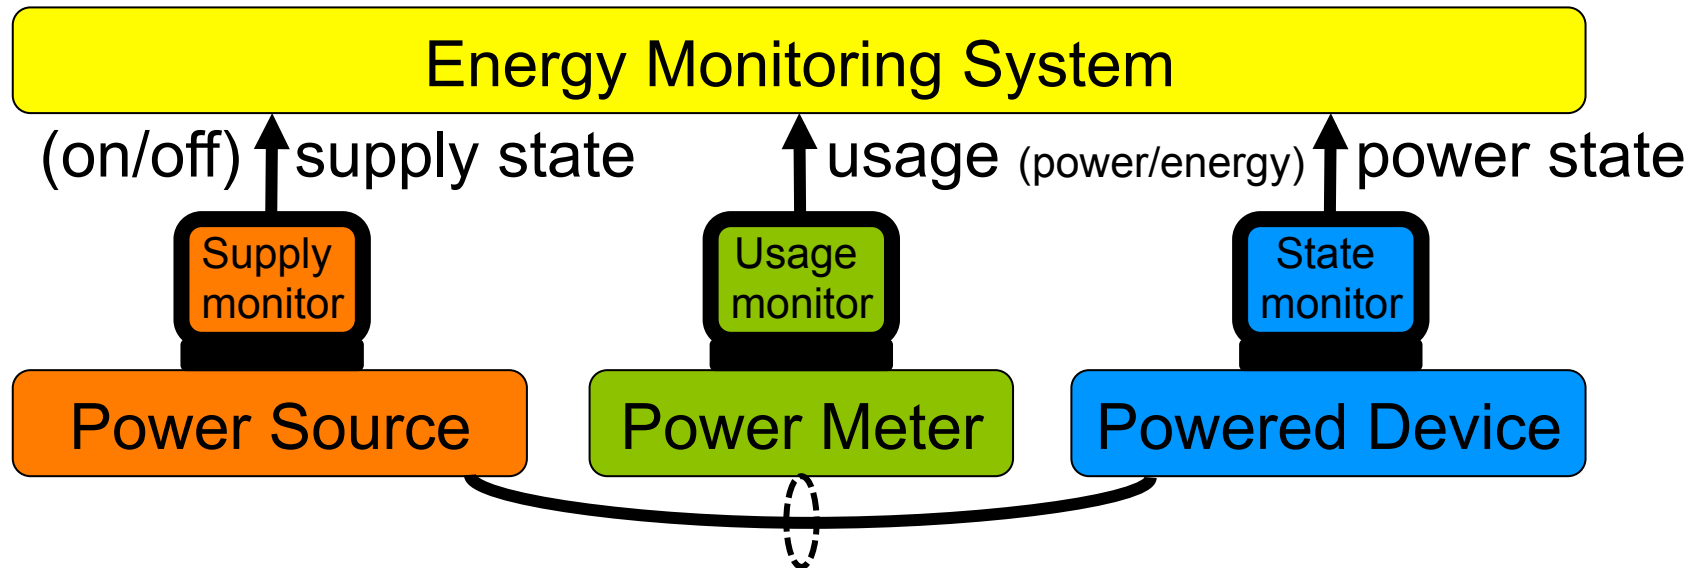 Energy Monitoring System
(on/off) supply state usage (power/energy) power state
Supply
monitor
Usage
monitor
State
monitor
Power Source Power Meter Powered Device